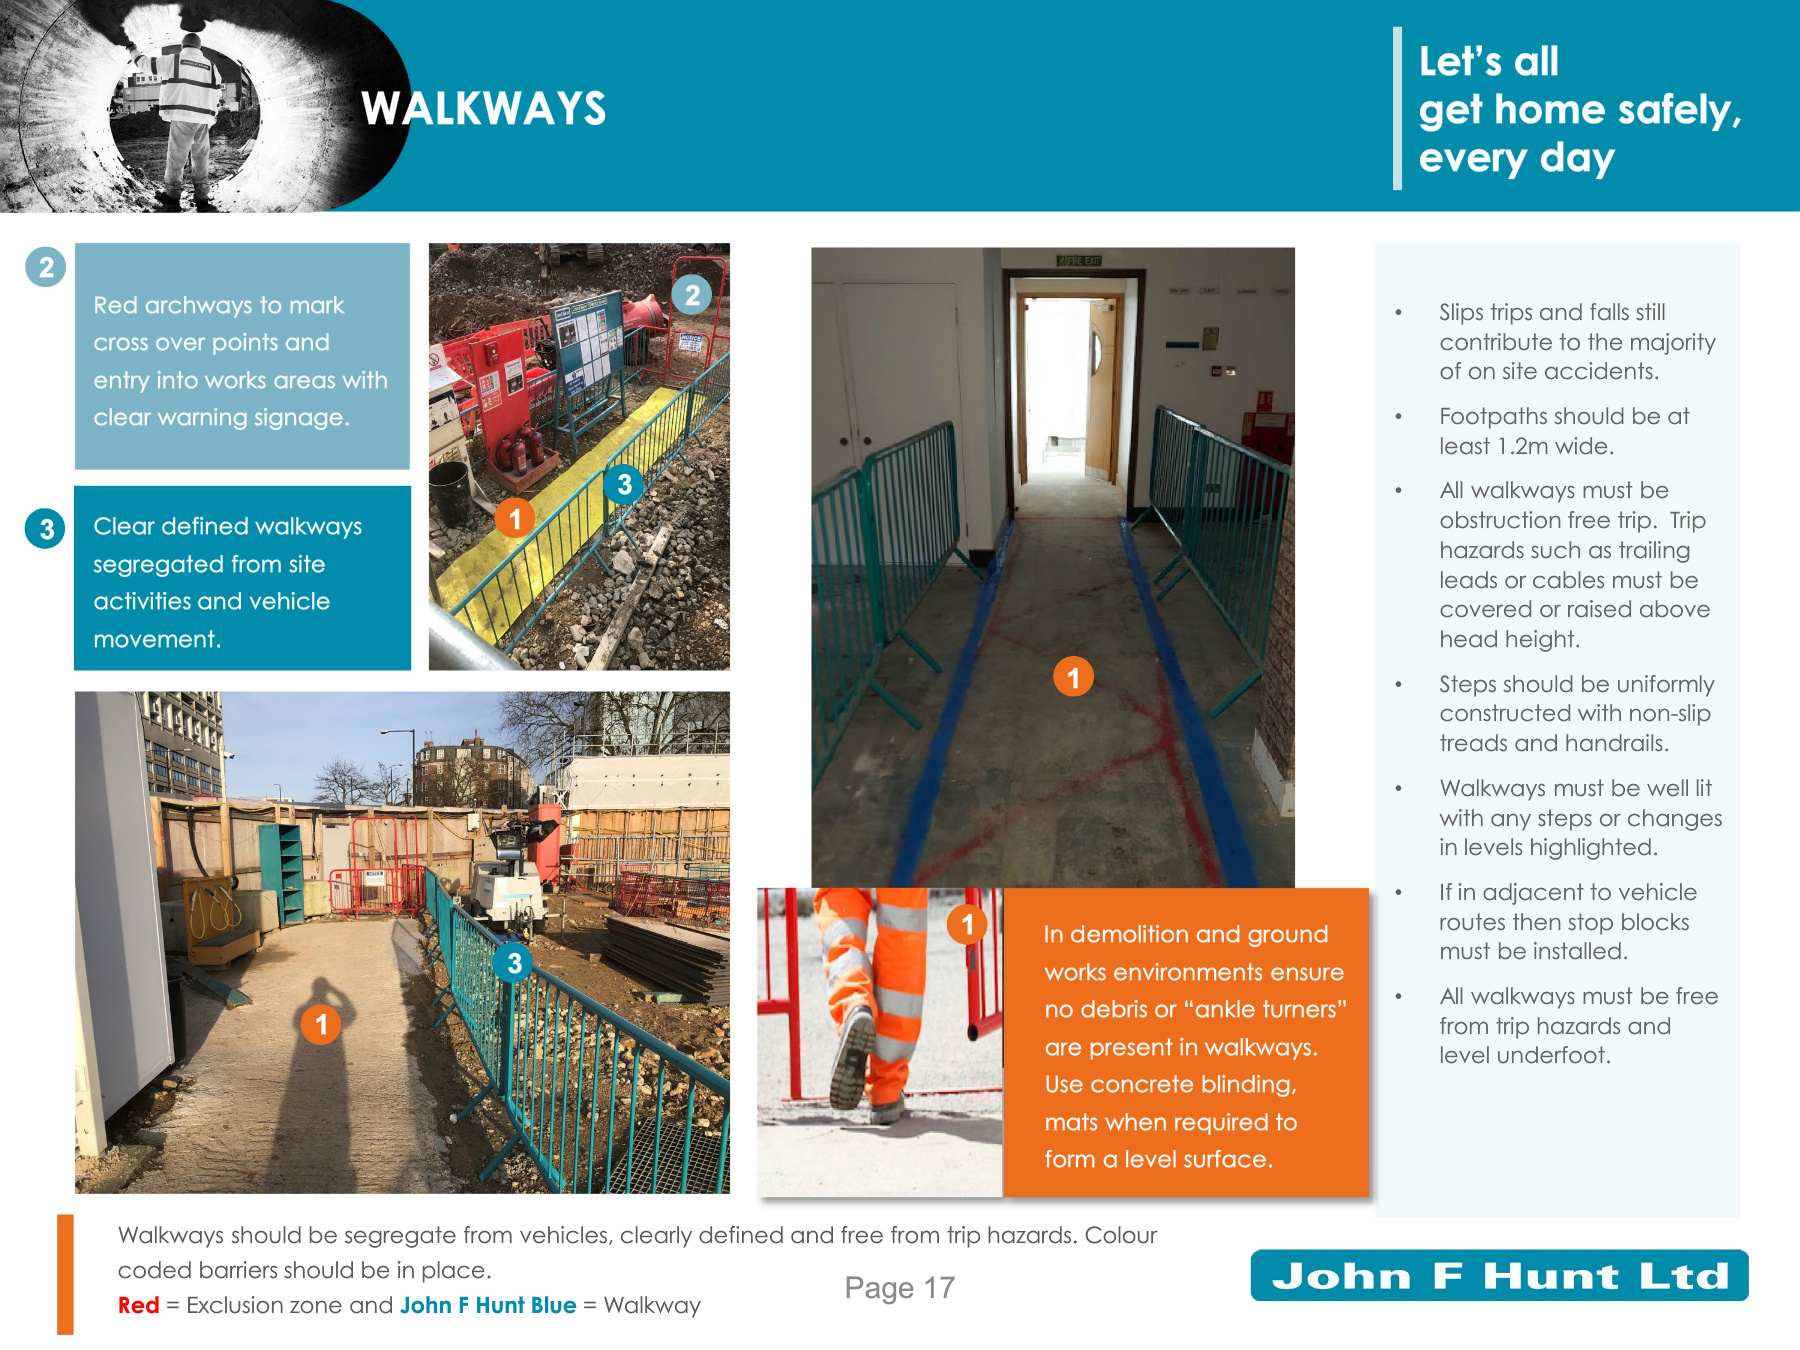 WALKWAYS
Let's all
get home safely,
every day
2
Red archways to mark
cross over points and
entry into works areas with
clear warning signage.
3
Clear defined walkways
segregated from site
activities and vehicle
movement.
2
NOTICE
3
1
FIRE EXIT
1
NOTICE
3
1
1
In demolition and ground
works environments ensure
no debris or “ankle turners”
are present in walkways.
Use concrete blinding,
mats when required to
form a level surface.
• Slips trips and falls still
contribute to the majority
of on site accidents.
• Footpaths should be at
least 1.2m wide.
• All walkways must be
obstruction free trip. Trip
hazards such as trailing
leads or cables must be
covered or raised above
head height.
• Steps should be uniformly
constructed with non-slip
treads and handrails.
• Walkways must be well lit
with any steps or changes
in levels highlighted.
• If in adjacent to vehicle
routes then stop blocks
must be installed.
• All walkways must be free
from trip hazards and
level underfoot.
Walkways should be segregate from vehicles, clearly defined and free from trip hazards. Colour
coded barriers should be in place.
Red = Exclusion zone and John F Hunt Blue = Walkway
Page 17
John F Hunt Ltd